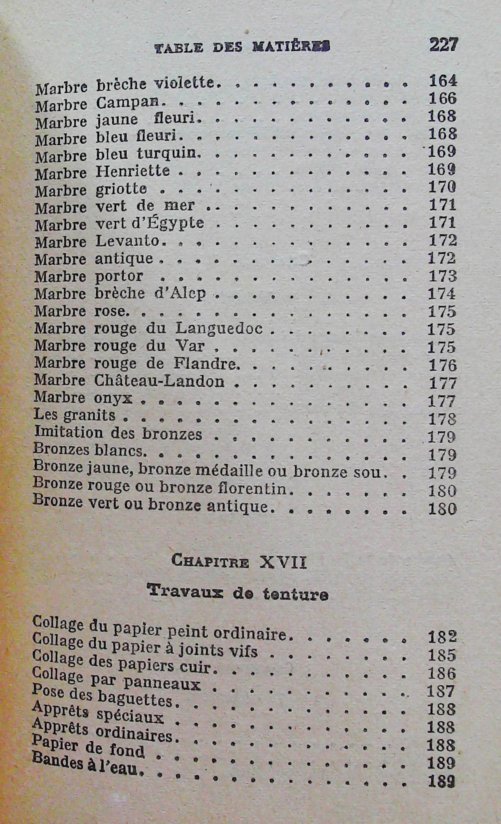 TABLE DES MATIÈRES 227
Marbre brèche violette. . . . . . . . . . . 164
Marbre Campan. . . . . . . . . . . . . . 166
Marbre jaune fleuri. . . . . . . . . . . . 168
Marbre bleu fleuri. . . . . . . . . . . . . 168
Marbre bleu turquin. . . . . . . . . . . . 169
Marbre Henriette . . . . . . . . . . . . . 169
Marbre griotte . . . . . . . . . . . . . . 170
Marbre vert de mer .. . . . . . . . . . . 171
Marbre vert d'Égypte . . . . . . . . . . . 171
Marbre Levanto. . . . . . . . . . . . . . 172
Marbre antique . . . . . . . . . . . . . . 172
Marbre portor . . . . . . . . . . . . . . 173
Marbre brèche d'Alep . . . . . . . . . . . 174
Marbre rose. . . . . . . . . . . . . . . . 175
Marbre rouge du Languedoc . . . . . . . . 175
Marbre rouge du Var . . . . . . . . . . . 175
Marbre rouge de Flandre. . . . . . . . . . 176
Marbre Château-Landon . . . . . . . . . . 177
Marbre onyx . . . . . . . . . . . . . . . 177
Les granits . . . . . . . . . . . . . . . . 178
Imitation des bronzes . . . . . . . . . . . 179
Bronzes blancs. . . . . . . . . . . . . . . 179
Bronze jaune, bronze médaille ou bronze sou. . 179
Bronze rouge ou bronze florentin. . . . . . . 180
Bronze vert ou bronze antique. . . . . . . . 180
CHAPITRE XVII
Travaux de tenture
Collage du papier peint ordinaire. . . . . . . 182
Collage du papier à joints vifs . . . . . . . . 185
Collage des papiers cuir. . . . . . . . . . . 186
Collage par panneaux . . . . . . . . . . . 187
Pose des baguettes. . . . . . . . . . . . . 188
Apprêts spéciaux . . . . . . . . . . . . . 188
Apprêts ordinaires. . . . . . . . . . . . . 188
Papier de fond . . . . . . . . . . . . . . 189
Bandes à l'eau. . . . . . . . . . . . . . . 189